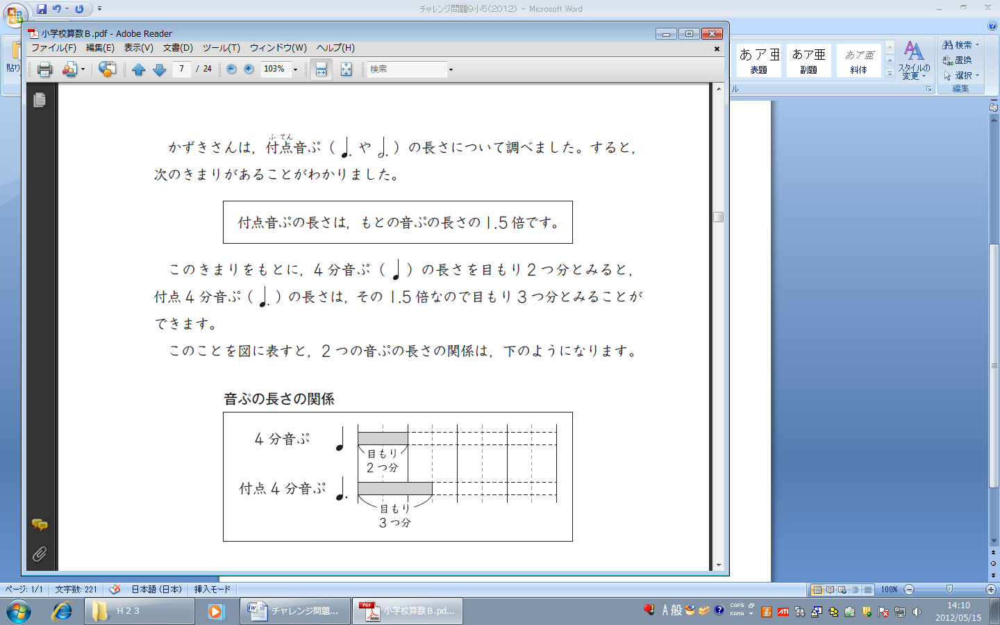 チャレンジ問題9小5(2012) - Microsoft Word
小学校算数B.pdf - Adobe Reader
ファイル(F) 編集(E) 表示(V) 文書(D) ツール(T) ウィンドウ(W) ヘルプ(H)
7 / 24 103% 検索
貼り
あア亜 あア亜 あア亜
表題 副題 斜体
スタイルの
変更
検索
置換
選択
編集
ル
ふ てん
かずきさんは，付点音ぷ（ や ）の長さについて調べました。すると，
次のきまりがあることがわかりました。
付点音ぷの長さは，もとの音ぷの長さの1.5倍です。
このきまりをもとに，4分音ぷ（ ）の長さを目もり2つ分とみると，
付点4分音ぷ（ ）の長さは，その1.5倍なので目もり3つ分とみることが
できます。
このことを図に表すと，2つの音ぷの長さの関係は，下のようになります。
音ぷの長さの関係
4分音ぷ
目もり
2つ分
付点4分音ぷ
目もり
3つ分
ページ: 1/1 文字数: 221 日本語 (日本) 挿入モード 100%
H23 チャレンジ問題... 小学校算数B.pd...
A 般 CAPS KANA ATI
14:10
2012/05/15